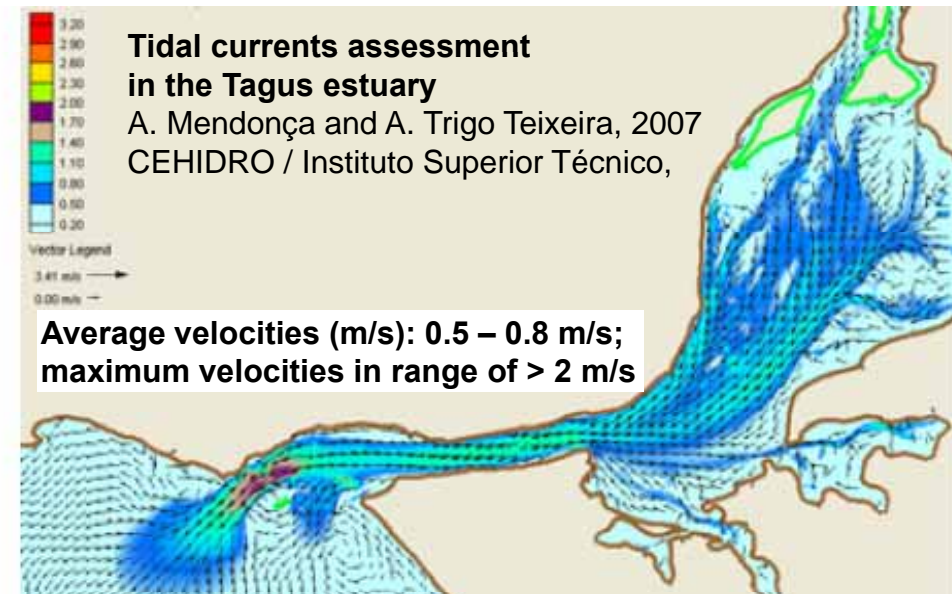 3.20
2.90
2.60
2.30
2.00
1.70
1.40
1.10
0.80
0.50
0.20
Vector Legend
3.41 m/s
0.00 m/s
Tidal currents assessment
in the Tagus estuary
A. Mendonça and A. Trigo Teixeira, 2007
CEHIDRO / Instituto Superior Técnico,
Average velocities (m/s): 0.5 – 0.8 m/s;
maximum velocities in range of > 2 m/s